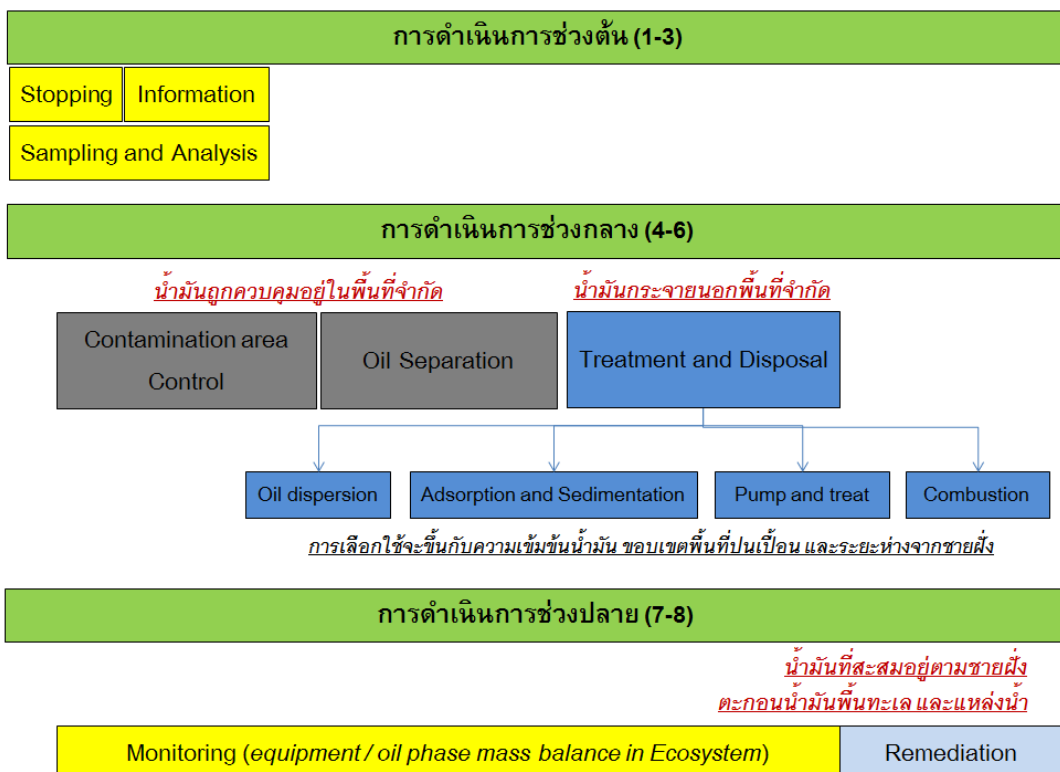 การดำเนินการช่วงต้น (1-3)
Stopping
Information
Sampling and Analysis
การดำเนินการช่วงกลาง (4-6)
น้ำมันถูกควบคุมอยู่ในพื้นที่จำกัด
น้ำมันกระจายนอกพื้นที่จำกัด
Contamination area
Control
Oil Separation
Treatment and Disposal
Oil dispersion
Adsorption and Sedimentation
Pump and treat
Combustion
การเลือกใช้จะขึ้นกับความเข้มข้นน้ำมัน ขอบเขตพื้นที่ปนเปื้อน และระยะห่างจากชายฝั่ง
การดำเนินการช่วงปลาย (7-8)
น้ำมันที่สะสมอยู่ตามชายฝั่ง
ตะกอนน้ำมันพื้นทะเล และแหล่งน้ำ
Monitoring (equipment / oil phase mass balance in Ecosystem)
Remediation